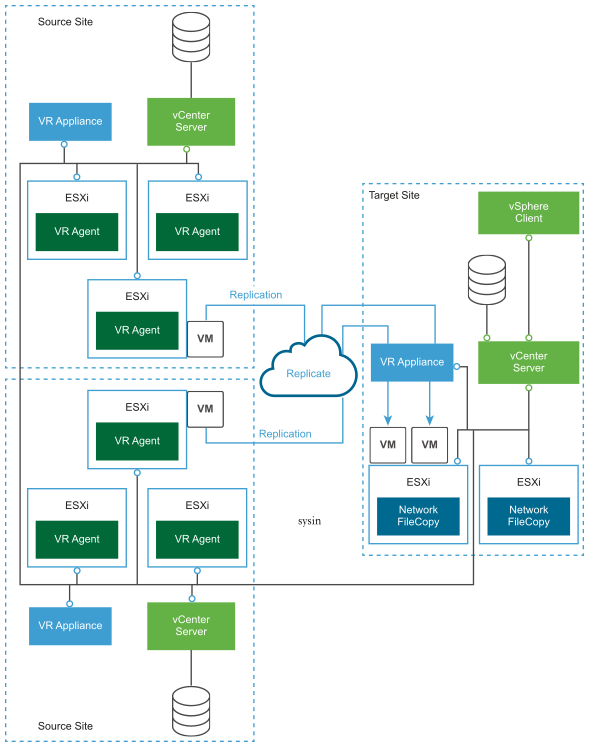 Source Site
VR Appliance
vCenter
Server
ESXi
VR Agent
ESXi
VR Agent
ESXi
VR Agent
VM
Replication
Replicate
Replication
ESXi
VR Agent
VM
ESXi
VR Agent
ESXi
VR Agent
VR Appliance
vCenter
Server
Source Site
sysin
Target Site
vSphere
Client
VR Appliance
vCenter
Server
VM
VM
ESXi
Network
FileCopy
ESXi
Network
FileCopy